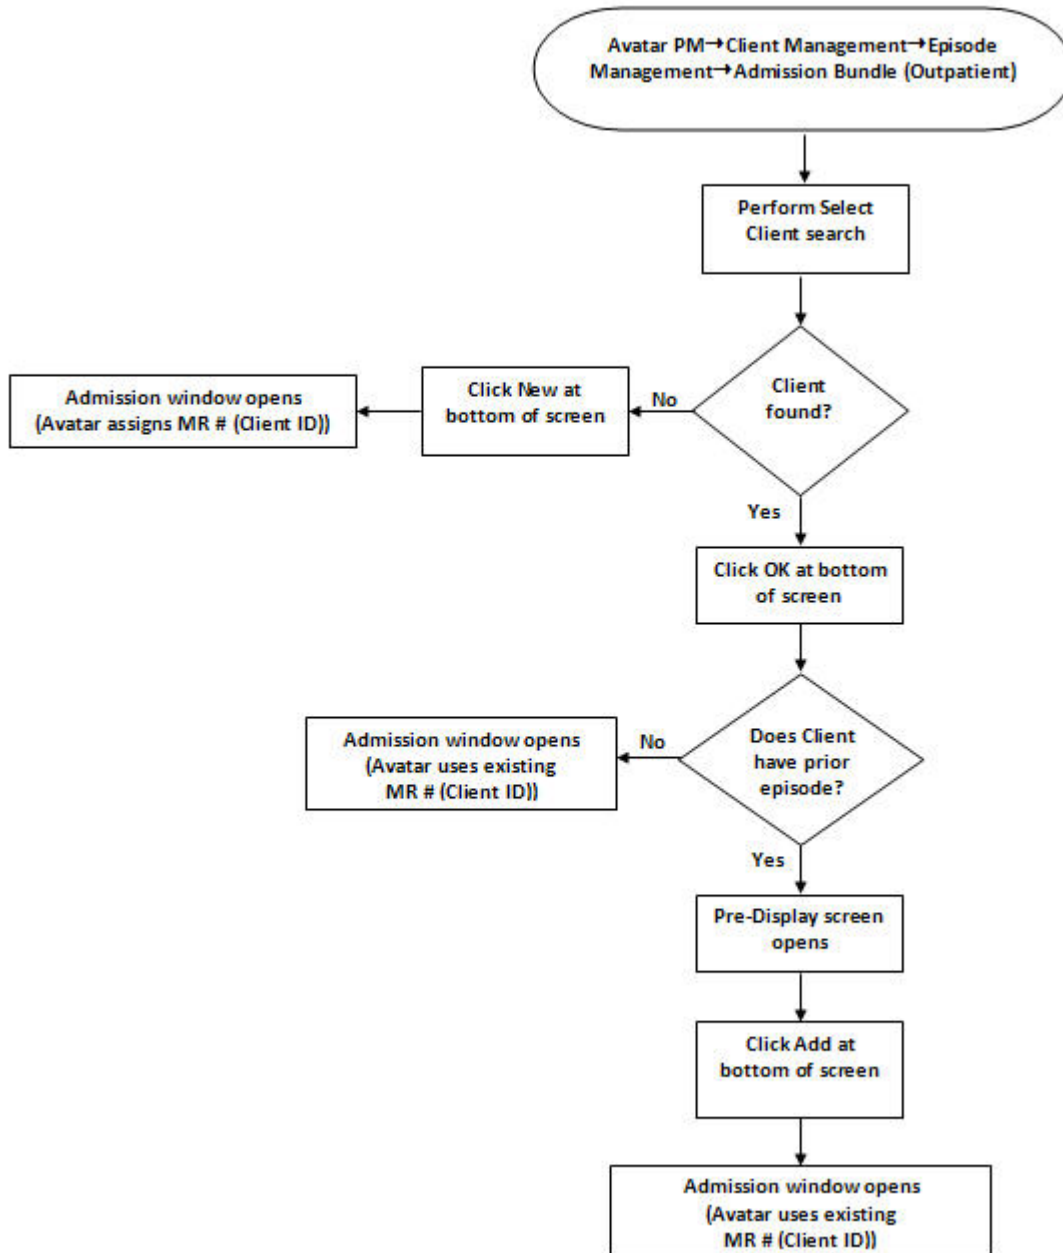 Avatar PM→Client Management→Episode
Management→Admission Bundle (Outpatient)
Perform Select
Client search
Client
found?
No
Click New at
bottom of screen
Admission window opens
(Avatar assigns MR # (Client ID))
Yes
Click OK at bottom
of screen
Does Client
have prior
episode?
No
Admission window opens
(Avatar uses existing
MR # (Client ID))
Yes
Pre-Display screen
opens
Click Add at
bottom of screen
Admission window opens
(Avatar uses existing
MR # (Client ID))